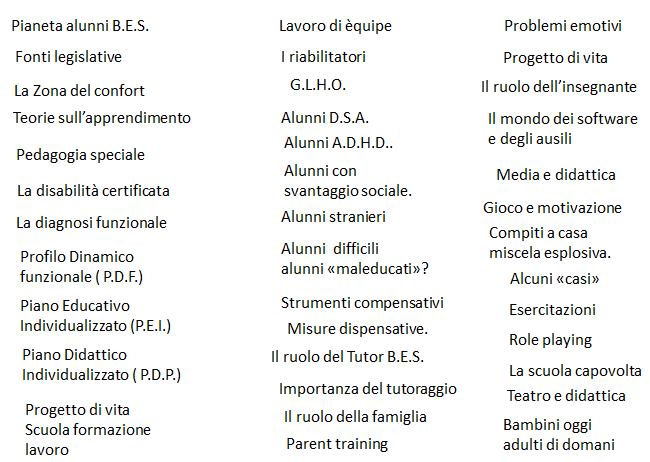 Pianeta alunni B.E.S.
Fonti legislative
La Zona del confort
Teorie sull'apprendimento
Pedagogia speciale
La disabilità certificata
La diagnosi funzionale
Profilo Dinamico
funzionale ( P.D.F.)
Piano Educativo
Individualizzato (P.E.I.)
Piano Didattico
Individualizzato ( P.D.P.)
Progetto di vita
Scuola formazione
lavoro
Lavoro di èquipe
I riabilitatori
G.L.H.O.
Alunni D.S.A.
Alunni A.D.H.D..
Alunni con
svantaggio sociale.
Alunni stranieri
Alunni  difficili
alunni «maleducati»?
Strumenti compensativi
Misure dispensative.
Il ruolo del Tutor B.E.S.
Importanza del tutoraggio
Il ruolo della famiglia
Parent training
Problemi emotivi
Progetto di vita
Il ruolo dell'insegnante
Il mondo dei software
e degli ausili
Media e didattica
Gioco e motivazione
Compiti a casa
miscela esplosiva.
Alcuni «casi»
Esercitazioni
Role playing
La scuola capovolta
Teatro e didattica
Bambini oggi
adulti di domani